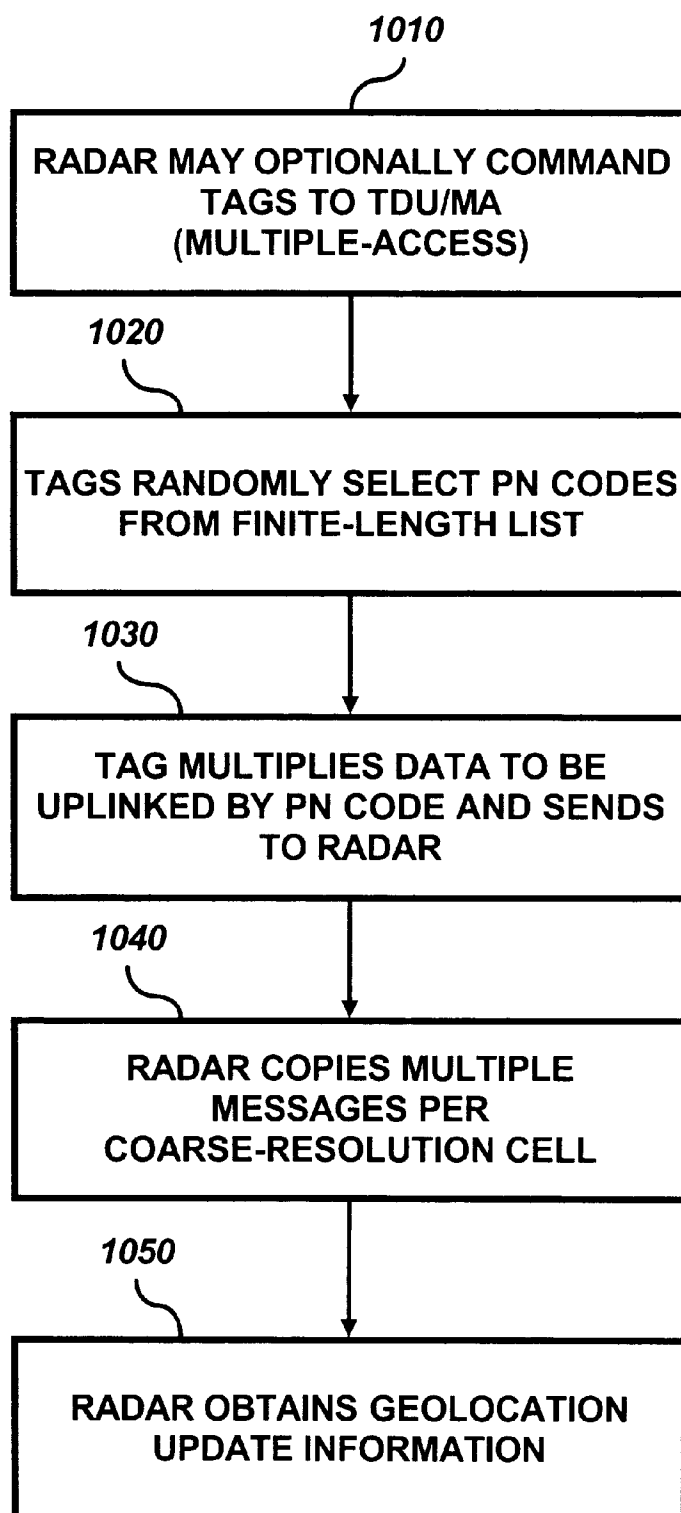 1010
RADAR MAY OPTIONALLY COMMAND
TAGS TO TDU/MA
(MULTIPLE-ACCESS)
1020
TAGS RANDOMLY SELECT PN CODES
FROM FINITE-LENGTH LIST
1030
TAG MULTIPLIES DATA TO BE
UPLINKED BY PN CODE AND SENDS
TO RADAR
1040
RADAR COPIES MULTIPLE
MESSAGES PER
COARSE-RESOLUTION CELL
1050
RADAR OBTAINS GEOLOCATION
UPDATE INFORMATION